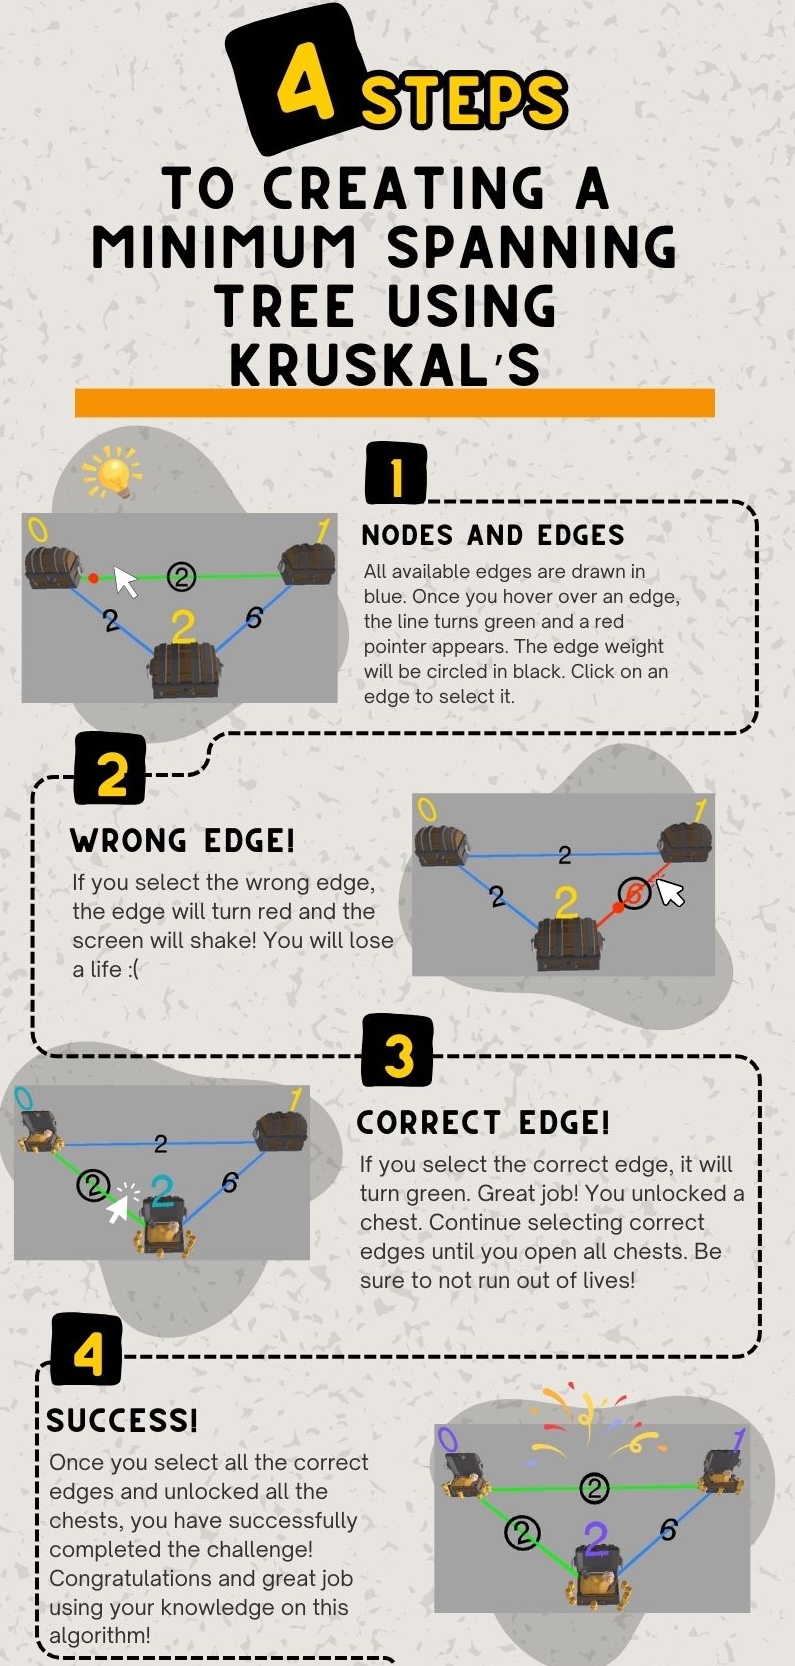 4 STEPS
TO CREATING A
MINIMUM SPANNING
TREE USING
KRUSKAL'S
1
NODES AND EDGES
All available edges are drawn in
blue. Once you hover over an edge,
the line turns green and a red
pointer appears. The edge weight
will be circled in black. Click on an
edge to select it.
0
1
2
2
2
6
2
WRONG EDGE!
If you select the wrong edge,
the edge will turn red and the
screen will shake! You will lose
a life :(
0
1
2
2
2
6
3
CORRECT EDGE!
If you select the correct edge, it will
turn green. Great job! You unlocked a
chest. Continue selecting correct
edges until you open all chests. Be
sure to not run out of lives!
0
1
2
2
2
6
4
SUCCESS!
Once you select all the correct
edges and unlocked all the
chests, you have successfully
completed the challenge!
Congratulations and great job
using your knowledge on this
algorithm!
0
1
2
2
2
6